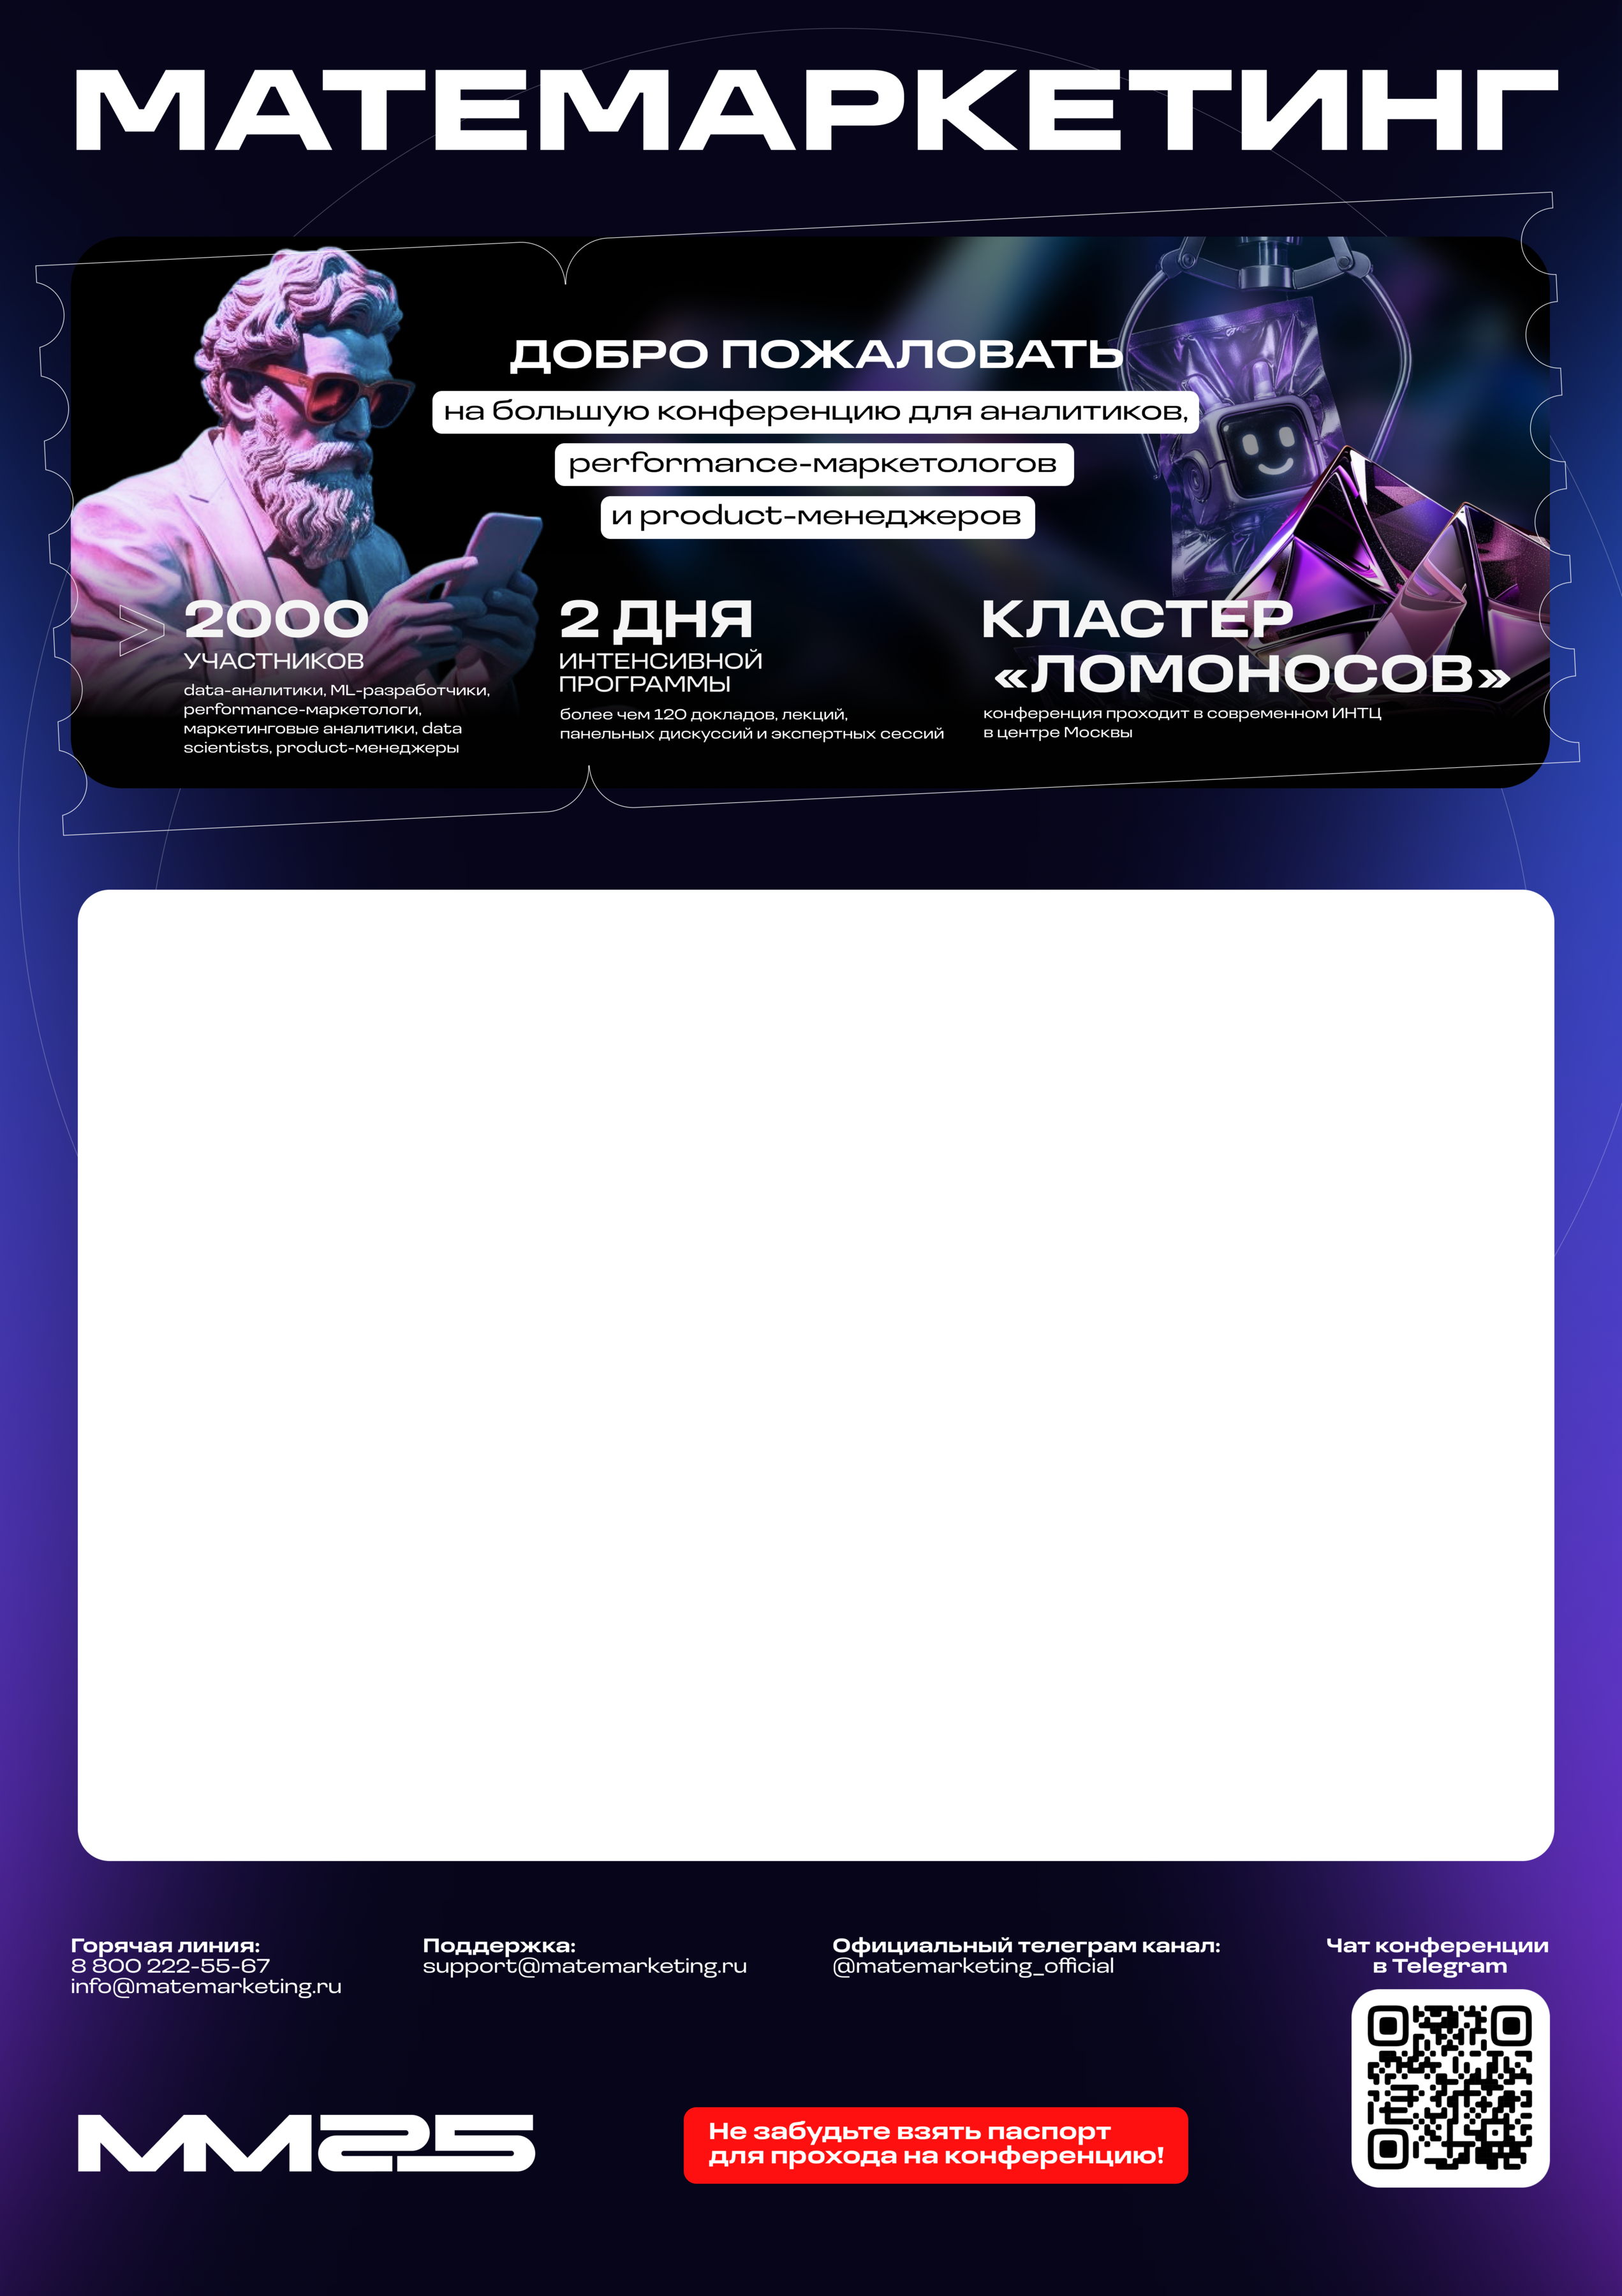 МАТЕМАРКЕТИНГ
ДОБРО ПОЖАЛОВАТЬ
на большую конференцию для аналитиков,
performance-маркетологов
и product-менеджеров
> 2000
УЧАСТНИКОВ
data-аналитики, ML-разработчики,
performance-маркетологи,
маркетинговые аналитики, data
scientists, product-менеджеры
2 ДНЯ
ИНТЕНСИВНОЙ
ПРОГРАММЫ
более чем 120 докладов, лекций,
панельных дискуссий и экспертных сессий
КЛАСТЕР
«ЛОМОНОСОВ»
конференция проходит в современном ИНТЦ
в центре Москвы
Горячая линия:
8 800 222-55-67
info@matemarketing.ru
Поддержка:
support@matemarketing.ru
Официальный телеграм канал:
@matemarketing_official
Чат конференции
в Telegram
ММ25
Не забудьте взять паспорт
для прохода на конференцию!